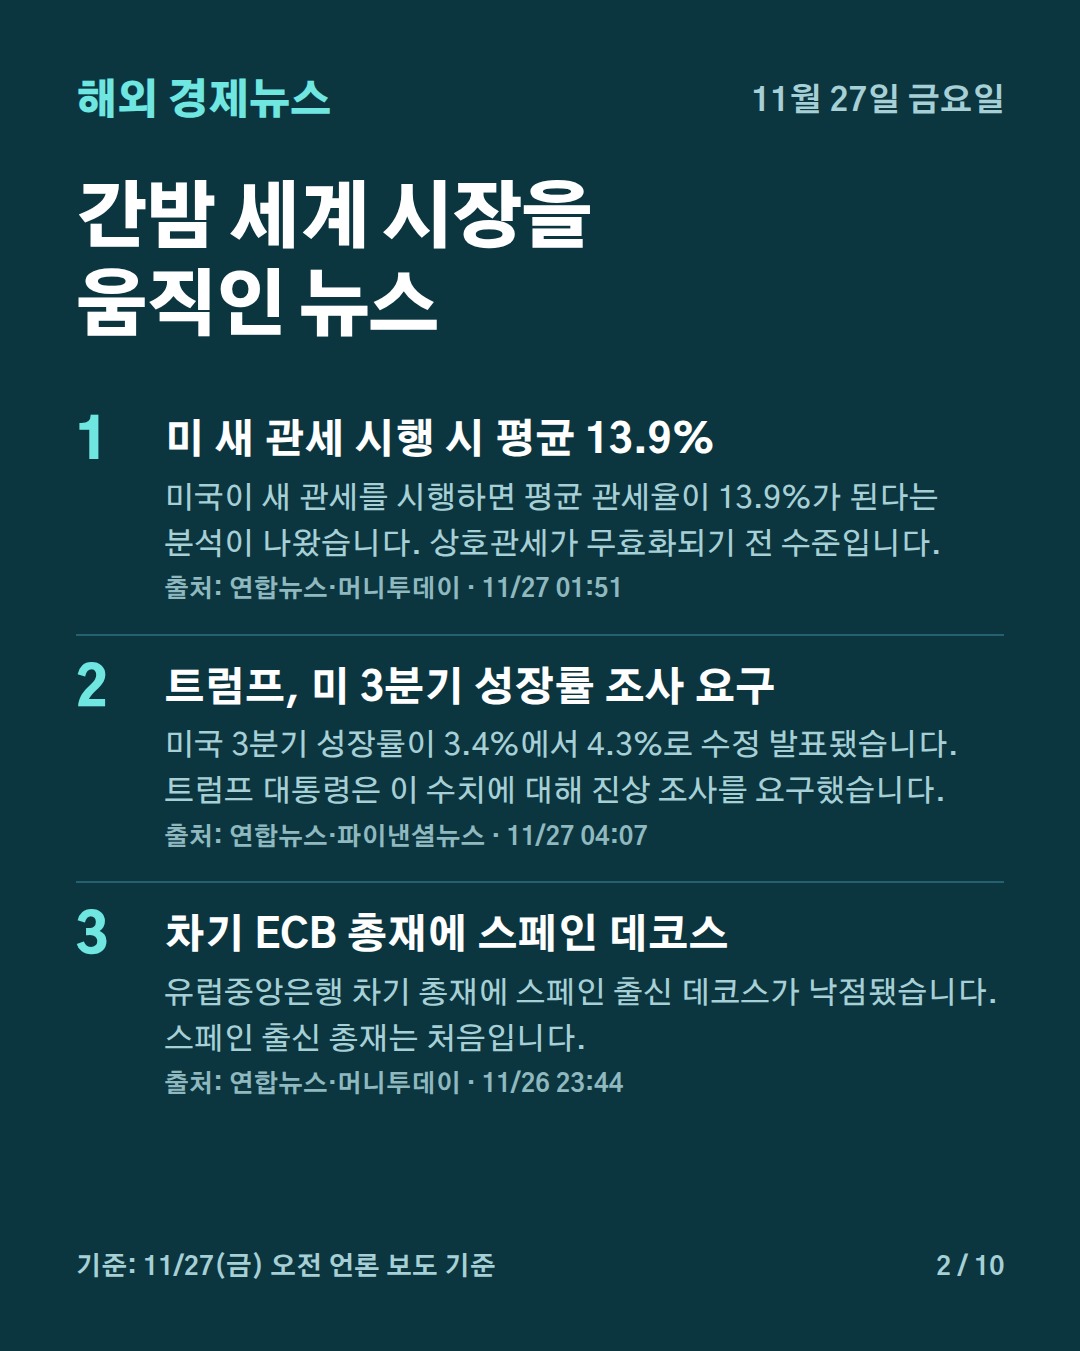 해외 경제뉴스
11월 27일 금요일
간밤 세계 시장을
움직인 뉴스
1
미 새 관세 시행 시 평균 13.9%
미국이 새 관세를 시행하면 평균 관세율이 13.9%가 된다는
분석이 나왔습니다. 상호관세가 무효화되기 전 수준입니다.
출처: 연합뉴스·머니투데이 · 11/27 01:51
2
트럼프, 미 3분기 성장률 조사 요구
미국 3분기 성장률이 3.4%에서 4.3%로 수정 발표됐습니다.
트럼프 대통령은 이 수치에 대해 진상 조사를 요구했습니다.
출처: 연합뉴스·파이낸셜뉴스 · 11/27 04:07
3
차기 ECB 총재에 스페인 데코스
유럽중앙은행 차기 총재에 스페인 출신 데코스가 낙점됐습니다.
스페인 출신 총재는 처음입니다.
출처: 연합뉴스·머니투데이 · 11/26 23:44
기준: 11/27(금) 오전 언론 보도 기준
2 / 10